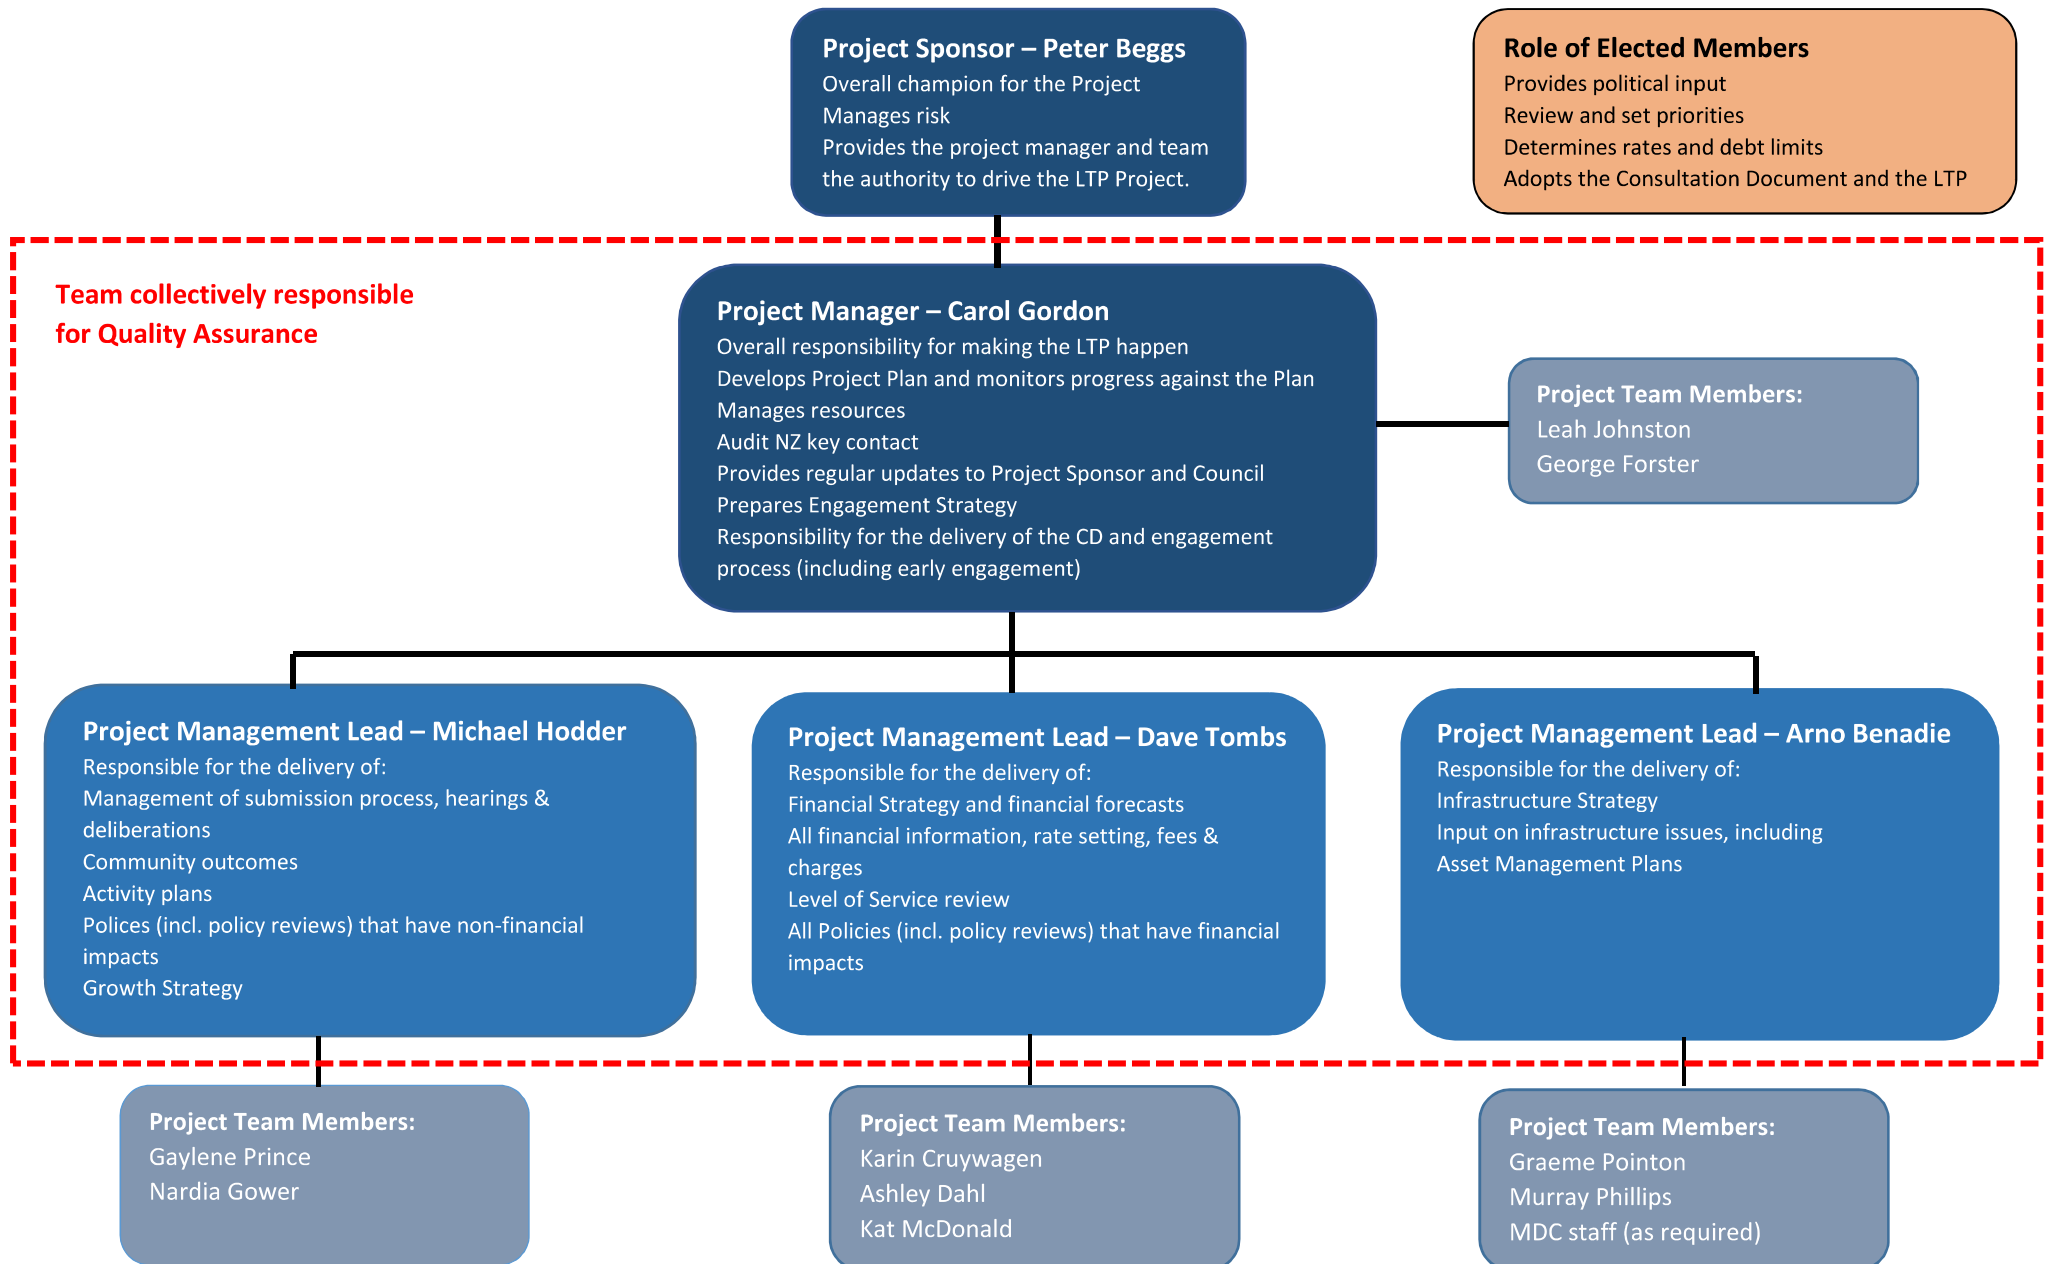 Project Sponsor – Peter Beggs
Overall champion for the Project
Manages risk
Provides the project manager and team
the authority to drive the LTP Project.
Role of Elected Members
Provides political input
Review and set priorities
Determines rates and debt limits
Adopts the Consultation Document and the LTP
Team collectively responsible
for Quality Assurance
Project Manager – Carol Gordon
Overall responsibility for making the LTP happen
Develops Project Plan and monitors progress against the Plan
Manages resources
Audit NZ key contact
Provides regular updates to Project Sponsor and Council
Prepares Engagement Strategy
Responsibility for the delivery of the CD and engagement
process (including early engagement)
Project Team Members:
Leah Johnston
George Forster
Project Management Lead – Michael Hodder
Responsible for the delivery of:
Management of submission process, hearings &
deliberations
Community outcomes
Activity plans
Polices (incl. policy reviews) that have non-financial
impacts
Growth Strategy
Project Management Lead – Dave Tombs
Responsible for the delivery of:
Financial Strategy and financial forecasts
All financial information, rate setting, fees &
charges
Level of Service review
All Policies (incl. policy reviews) that have financial
impacts
Project Management Lead – Arno Benadie
Responsible for the delivery of:
Infrastructure Strategy
Input on infrastructure issues, including
Asset Management Plans
Project Team Members:
Gaylene Prince
Nardia Gower
Project Team Members:
Karin Cruywagen
Ashley Dahl
Kat McDonald
Project Team Members:
Graeme Pointon
Murray Phillips
MDC staff (as required)